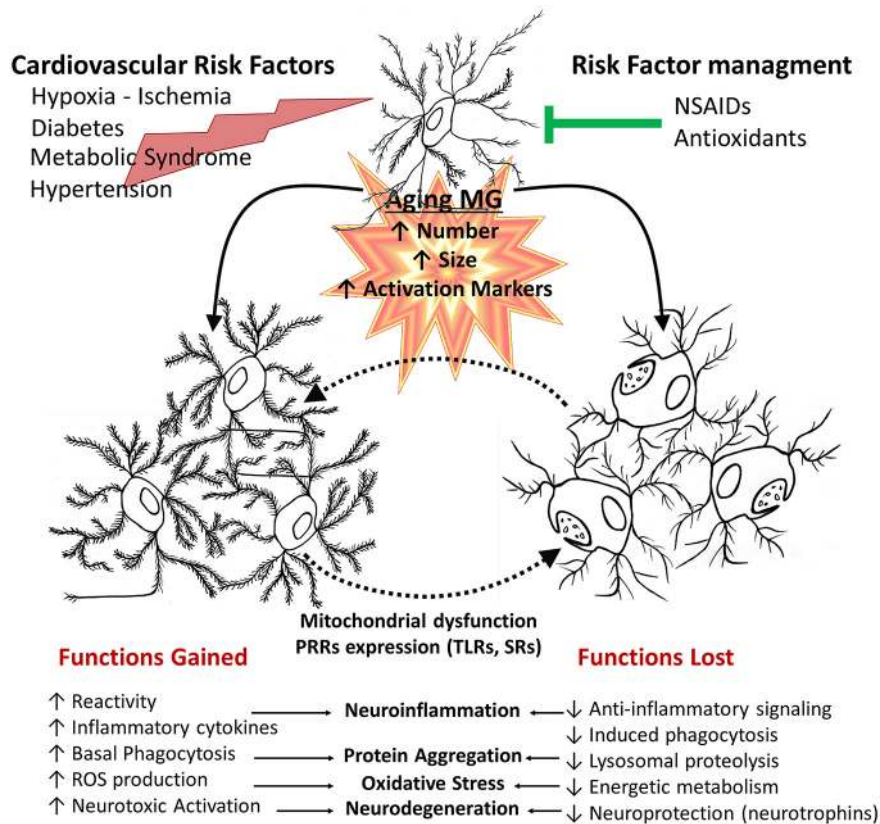 Cardiovascular Risk Factors
Hypoxia - Ischemia
Diabetes
Metabolic Syndrome
Hypertension
Risk Factor managment
NSAIDs
Antioxidants
Aging MG
↑ Number
↑ Size
↑ Activation Markers
Mitochondrial dysfunction
PRRs expression (TLRs, SRs)
Functions Gained
↑ Reactivity
↑ Inflammatory cytokines
↑ Basal Phagocytosis
↑ ROS production
↑ Neurotoxic Activation
Neuroinflammation
Protein Aggregation
Oxidative Stress
Neurodegeneration
Functions Lost
↓ Anti-inflammatory signaling
↓ Induced phagocytosis
↓ Lysosomal proteolysis
↓ Energetic metabolism
↓ Neuroprotection (neurotrophins)